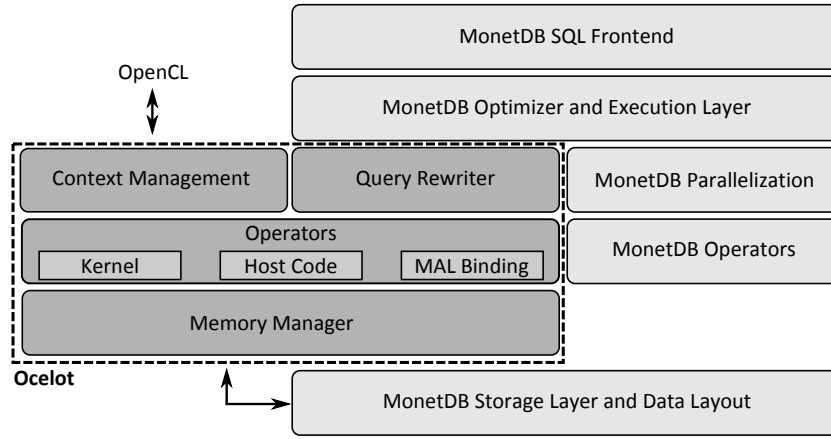 MonetDB SQL Frontend
OpenCL
MonetDB Optimizer and Execution Layer
Context Management
Query Rewriter
MonetDB Parallelization
Operators
MonetDB Operators
Kernel
Host Code
MAL Binding
Memory Manager
Ocelot
MonetDB Storage Layer and Data Layout